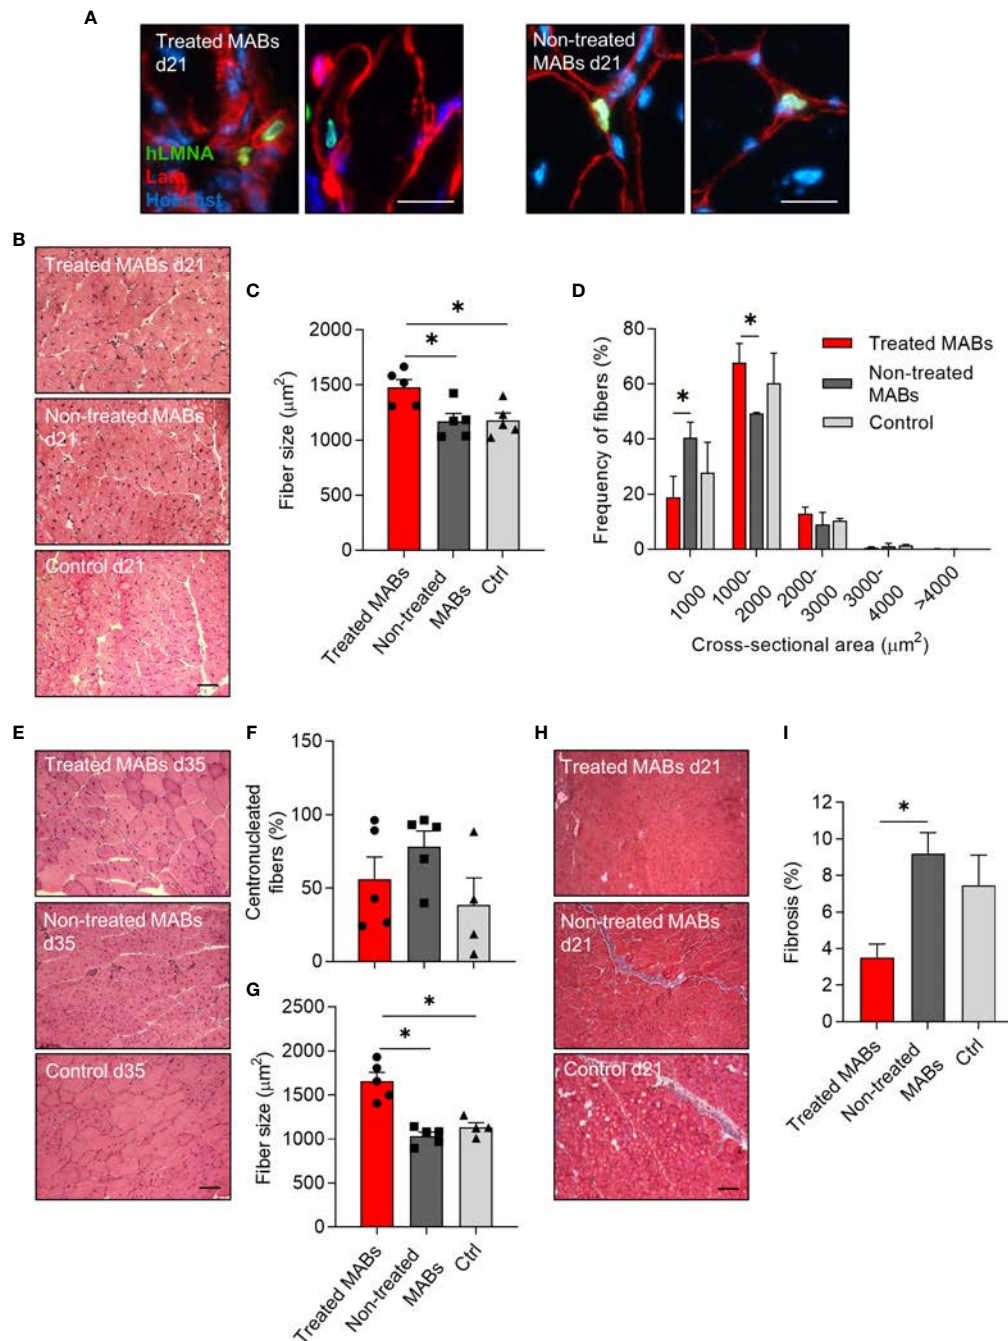 A
Treated MABs
d21
hLMNA
Lam
Hoechst
Non-treated
MABs d21
B
Treated MABs d21
Non-treated MABs
d21
Control d21
C
Fiber size (μm²)
2000
1500
1000
500
0
*
*
Treated MABs
Non-treated
MABs
Ctrl
D
Frequency of fibers (%)
80
60
40
20
0
*
*
Treated MABs
Non-treated
MABs
Control
0-
1000
1000-
2000
2000-
3000
3000-
4000
>4000
Cross-sectional area (μm²)
E
Treated MABs d35
Non-treated MABs
d35
Control d35
F
Centronucleated
fibers (%)
150
100
50
0
G
Fiber size (μm²)
2500
2000
1500
1000
500
0
*
*
Treated MABs
Non-treated
MABs
Ctrl
H
Treated MABs d21
Non-treated MABs
d21
Control d21
I
Fibrosis (%)
12
10
8
6
4
2
0
*
Treated MABs
Non-treated
MABs
Ctrl